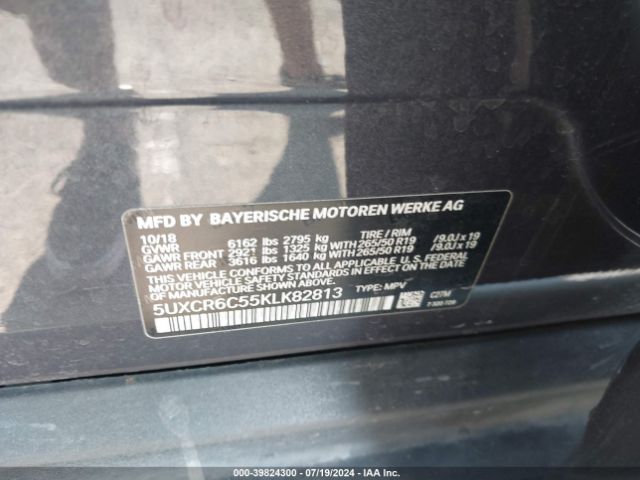 MFD BY BAYERISCHE MOTOREN WERKE AG
10/18 TIRE / RIM
GVWR 6162 lbs 2795 kg
GAWR FRONT 2921 lbs 1325 kg WITH 265/50 R19 /9.0J x 19
GAWR REAR 3616 lbs 1640 kg WITH 265/50 R19 /9.0J x 19
THIS VEHICLE CONFORMS TO ALL APPLICABLE U.S. FEDERAL
MOTOR VEHICLE SAFETY STANDARDS IN EFFECT ON THE DATE
OF MANUFACTURE SHOWN ABOVE.
5UXCR6C55KLK82813 TYPE: MPV C27M
000-39824300 / 07/19/2024 / IAA Inc.